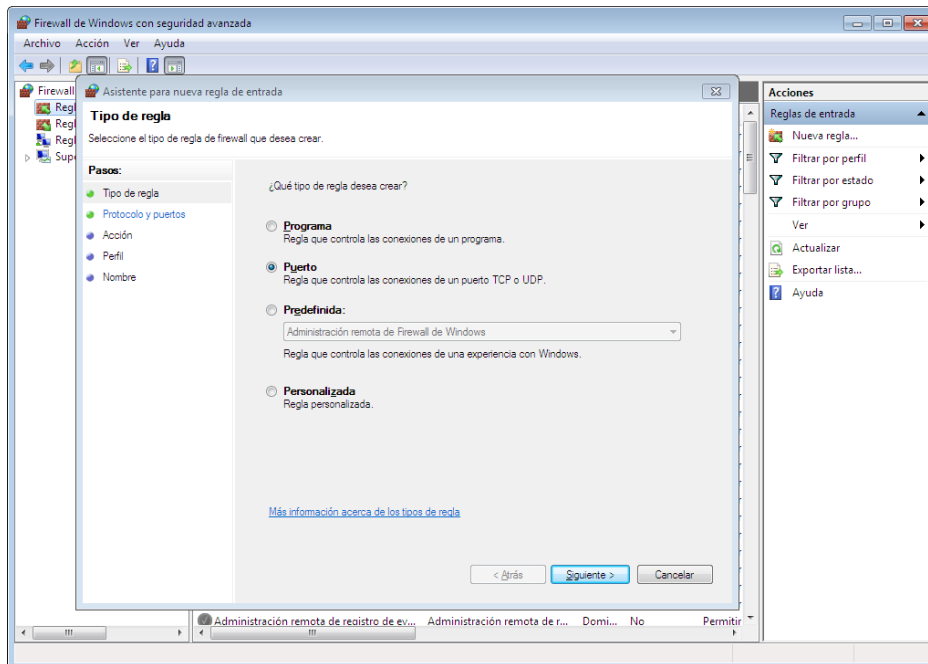 Firewall de Windows con seguridad avanzada
Archivo Acción Ver Ayuda
Firewall
Regl
Regl
Regl
Supe
Asistente para nueva regla de entrada
Tipo de regla
Seleccione el tipo de regla de firewall que desea crear.
Pasos:
Tipo de regla
Protocolo y puertos
Acción
Perfil
Nombre
¿Qué tipo de regla desea crear?
Programa
Regla que controla las conexiones de un programa.
Puerto
Regla que controla las conexiones de un puerto TCP o UDP.
Predefinida:
Administración remota de Firewall de Windows
Regla que controla las conexiones de una experiencia con Windows.
Personalizada
Regla personalizada.
Más información acerca de los tipos de regla
< Atrás Siguiente > Cancelar
Administración remota de registro de ev... Administración remota de r... Domi... No Permitir
Acciones
Reglas de entrada
Nueva regla...
Filtrar por perfil
Filtrar por estado
Filtrar por grupo
Ver
Actualizar
Exportar lista...
Ayuda